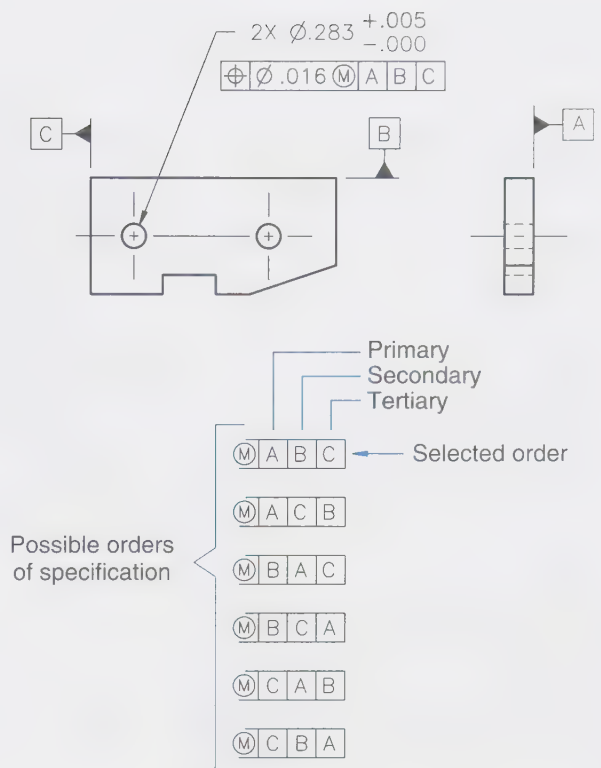 2X Ø.283 +.005
-.000
⌖ Ø .016 Ⓜ A B C
C
B
A
Primary
Secondary
Tertiary
Ⓜ A B C
Selected order
Ⓜ A C B
Possible orders
of specification
Ⓜ B A C
Ⓜ B C A
Ⓜ C A B
Ⓜ C B A